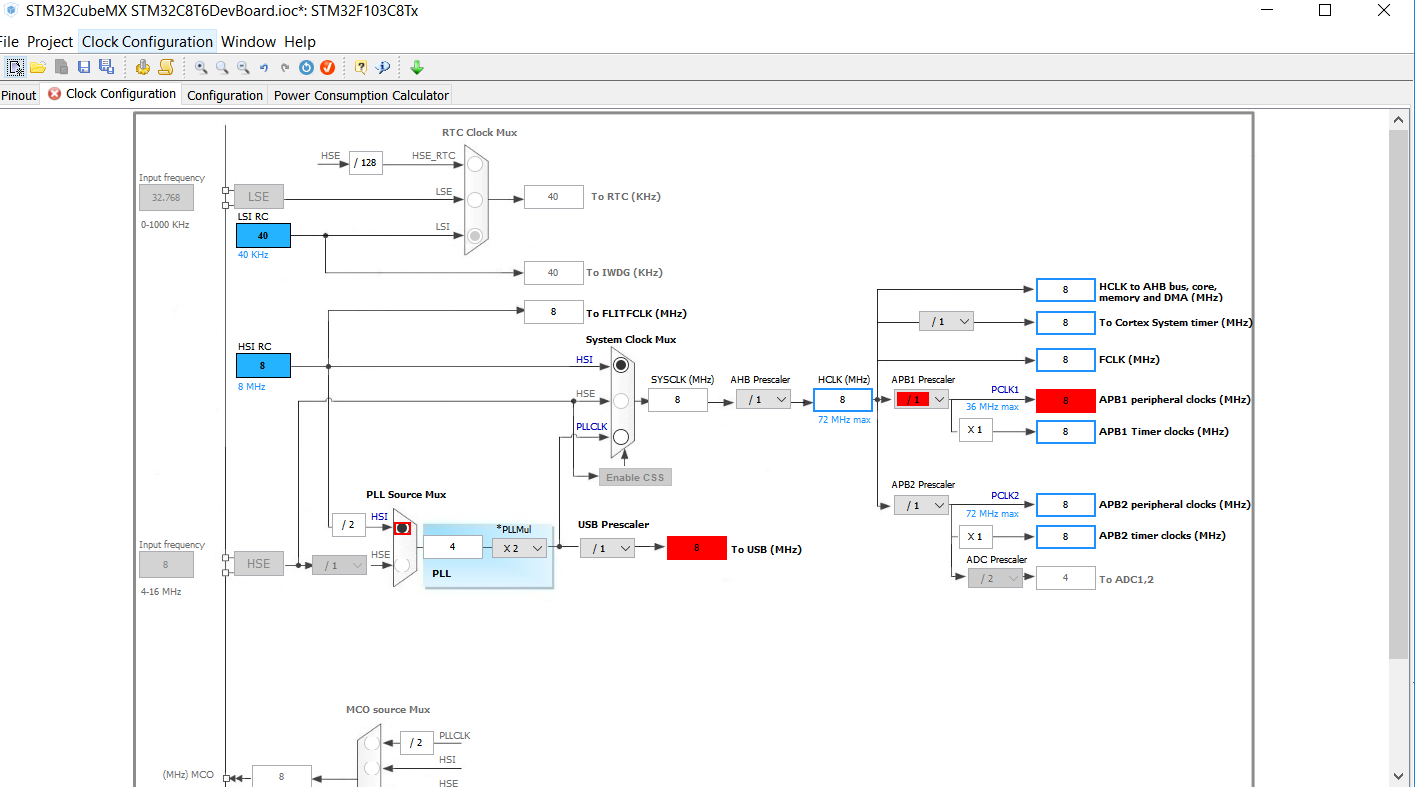 STM32CubeMX STM32C8T6DevBoard.ioc*: STM32F103C8Tx
File Project Clock Configuration Window Help
Pinout Clock Configuration Configuration Power Consumption Calculator
RTC Clock Mux
HSE / 128 HSE_RTC
Input frequency
32.768 LSE LSE 40 To RTC (KHz)
0-1000 KHz
LSI RC
40 LSI
40 KHz
40 To IWDG (KHz)
8 To FLITFCLK (MHz)
8 HCLK to AHB bus, core,
memory and DMA (MHz)
/ 1 8 To Cortex System timer (MHz)
System Clock Mux
HSI RC
8 HSI
8 MHz
8 FCLK (MHz)
SYSCLK (MHz) AHB Prescaler HCLK (MHz) APB1 Prescaler
HSE 8 / 1 8 / 1 PCLK1 8 APB1 peripheral clocks (MHz)
72 MHz max 36 MHz max
PLLCLK X 1 8 APB1 Timer clocks (MHz)
Enable CSS
APB2 Prescaler
/ 1 PCLK2 8 APB2 peripheral clocks (MHz)
72 MHz max
X 1 8 APB2 timer clocks (MHz)
ADC Prescaler
/ 2 4 To ADC1,2
PLL Source Mux
/ 2 HSI
*PLLMul USB Prescaler
4 X 2 / 1 8 To USB (MHz)
PLL
Input frequency
8 HSE / 1 HSE
4-16 MHz
MCO source Mux
/ 2 PLLCLK
HSI
(MHz) MCO 8
HSE